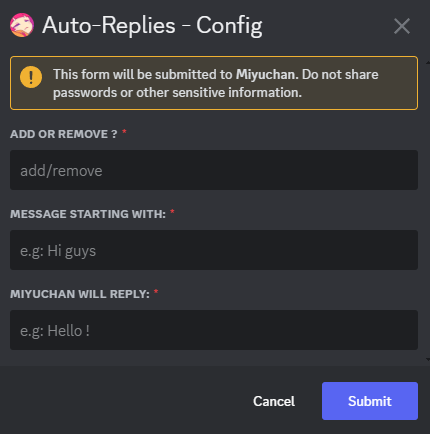 Auto-Replies - Config
This form will be submitted to Miyuchan. Do not share
passwords or other sensitive information.
ADD OR REMOVE ? *
add/remove
MESSAGE STARTING WITH: *
e.g: Hi guys
MIYUCHAN WILL REPLY: *
e.g: Hello !
Cancel
Submit